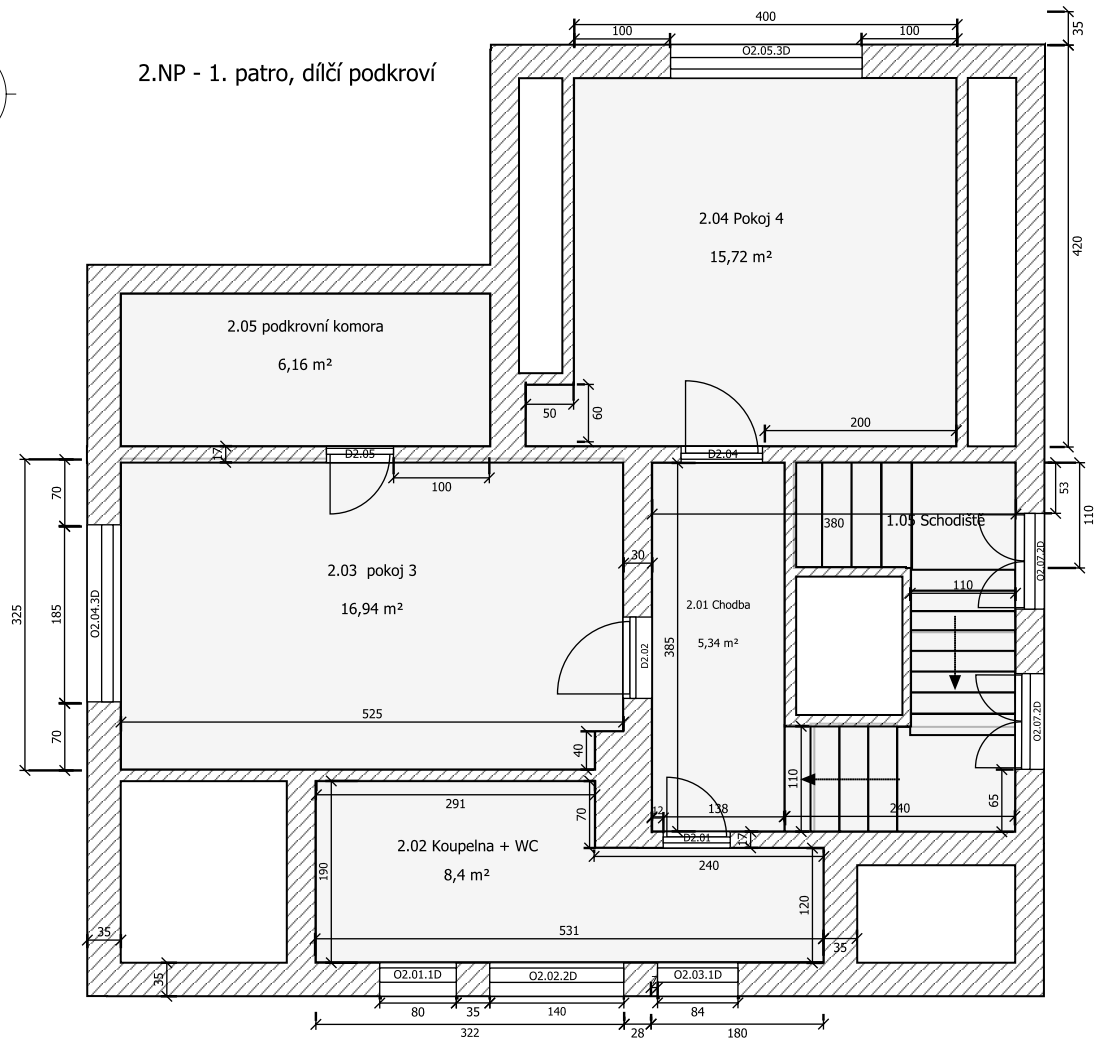 400
35
100
100
O2.05.3D
2.NP - 1. patro, dílčí podkroví
2.04 Pokoj 4
15,72 m²
420
2.05 podkrovní komora
6,16 m²
50
60
200
17
D2.05
D2.04
100
70
53
110
380
1.05 Schodiště
30
2.03 pokoj 3
16,94 m²
O2.07.2D
110
325
185
O2.04.3D
2.01 Chodba
5,34 m²
385
D2.02
525
O2.07.2D
70
40
110
65
291
70
12
138
240
D2.01
17
2.02 Koupelna + WC
8,4 m²
190
240
120
531
35
35
35
O2.01.1D
O2.02.2D
O2.03.1D
80
35
140
84
322
28
180